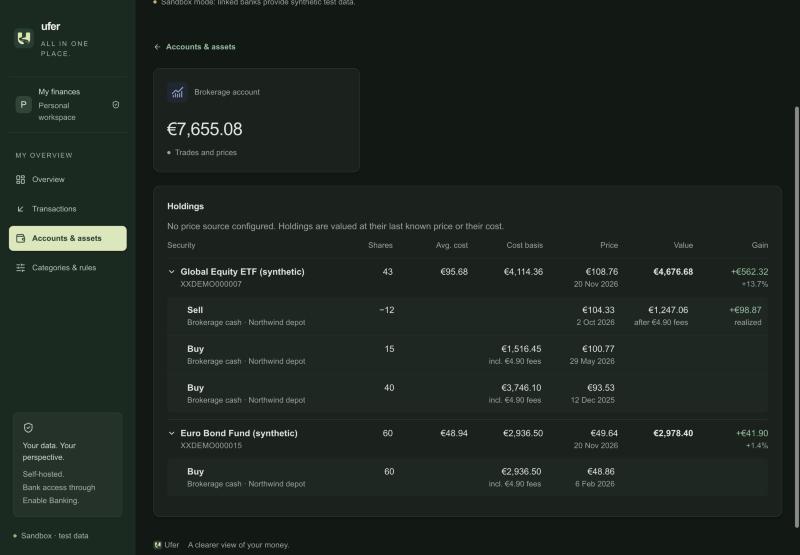 Sandbox mode: linked banks provide synthetic test data.
ufer
ALL IN ONE
PLACE.
P
My finances
Personal
workspace
MY OVERVIEW
Overview
Transactions
Accounts & assets
Categories & rules
Your data. Your
perspective.
Self-hosted.
Bank access through
Enable Banking.
Sandbox · test data
← Accounts & assets
Brokerage account
€7,655.08
Trades and prices
Holdings
No price source configured. Holdings are valued at their last known price or their cost.
Security Shares Avg. cost Cost basis Price Value Gain
Global Equity ETF (synthetic) 43 €95.68 €4,114.36 €108.76 €4,676.68 +€562.32
XXDEMO000007 20 Nov 2026 +13.7%
Sell −12 €104.33 €1,247.06 +€98.87
Brokerage cash · Northwind depot 2 Oct 2026 after €4.90 fees realized
Buy 15 €1,516.45 €100.77
Brokerage cash · Northwind depot incl. €4.90 fees 29 May 2026
Buy 40 €3,746.10 €93.53
Brokerage cash · Northwind depot incl. €4.90 fees 12 Dec 2025
Euro Bond Fund (synthetic) 60 €48.94 €2,936.50 €49.64 €2,978.40 +€41.90
XXDEMO000015 20 Nov 2026 +1.4%
Buy 60 €2,936.50 €48.86
Brokerage cash · Northwind depot incl. €4.90 fees 6 Feb 2026
Ufer A clearer view of your money.